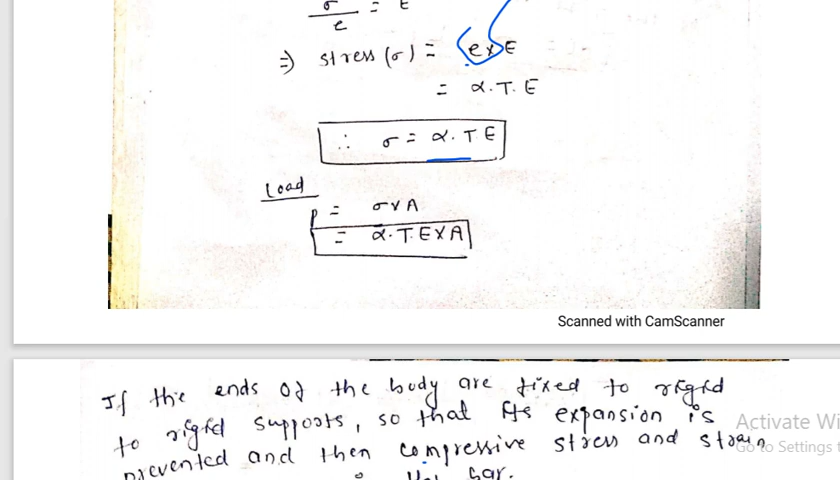 σ/e = E
⇒ stress (σ) = e×E
= α.T.E
∴ σ = α.T E
Load
P = σ×A
= α.T.E×A
Scanned with CamScanner
If the ends of the body are fixed to rigid
to rigid supports, so that its expansion is
Activate Wi
prevented and then compressive stress and strain
Go to Settings t
bar.